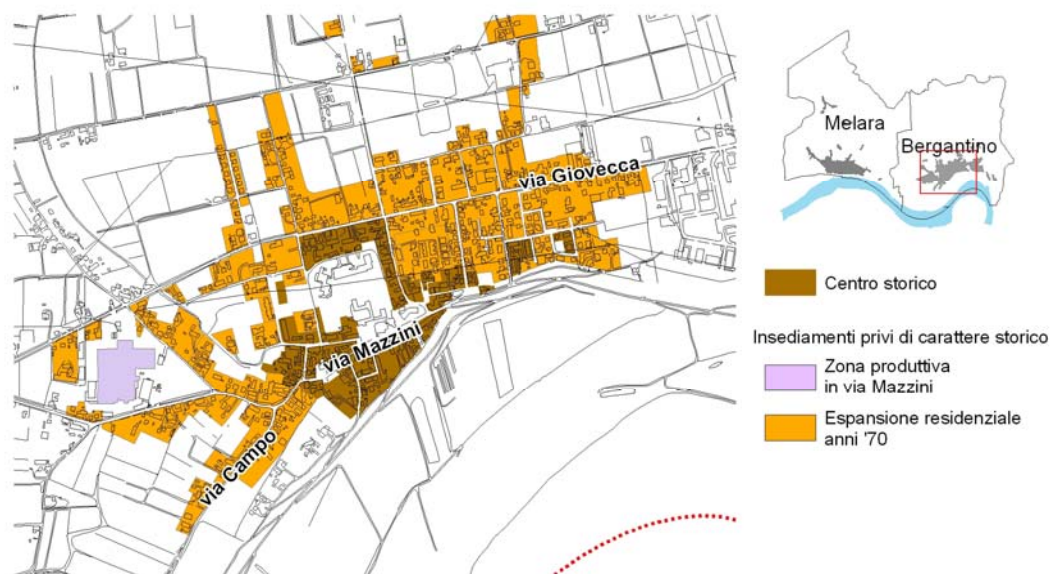 via Giovecca
via Mazzini
via Campo
Melara
Bergantino
Centro storico
Insediamenti privi di carattere storico
Zona produttiva
in via Mazzini
Espansione residenziale
anni '70